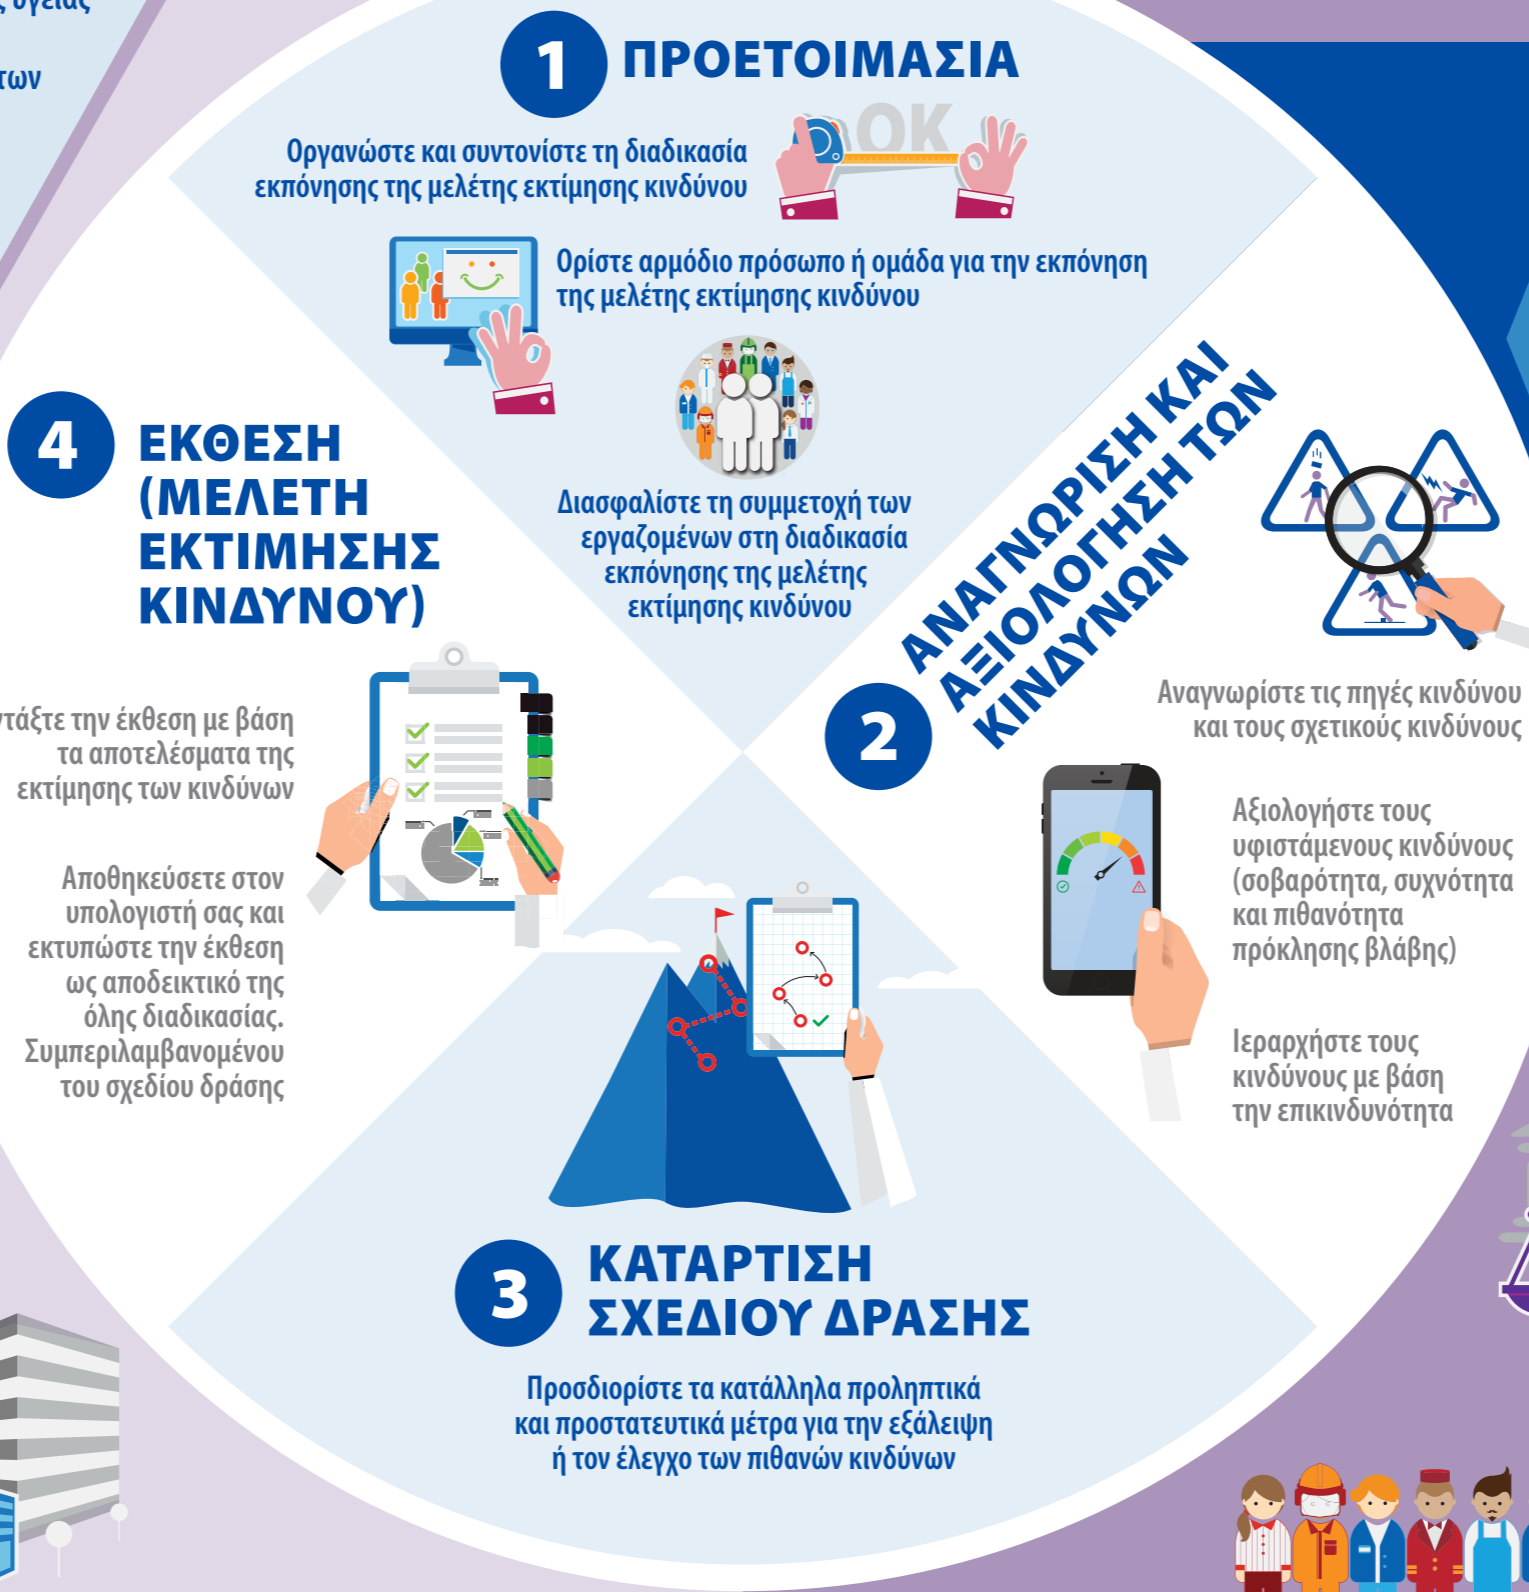 ς υγείας
των
1 ΠΡΟΕΤΟΙΜΑΣΙΑ
Οργανώστε και συντονίστε τη διαδικασία
εκπόνησης της μελέτης εκτίμησης κινδύνου
OK
Ορίστε αρμόδιο πρόσωπο ή ομάδα για την εκπόνηση
της μελέτης εκτίμησης κινδύνου
Διασφαλίστε τη συμμετοχή των
εργαζομένων στη διαδικασία
εκπόνησης της μελέτης
εκτίμησης κινδύνου
2 ΑΝΑΓΝΩΡΙΣΗ ΚΑΙ
ΑΞΙΟΛΟΓΗΣΗ ΤΩΝ
ΚΙΝΔΥΝΩΝ
Αναγνωρίστε τις πηγές κινδύνου
και τους σχετικούς κινδύνους
Αξιολογήστε τους
υφιστάμενους κινδύνους
(σοβαρότητα, συχνότητα
και πιθανότητα
πρόκλησης βλάβης)
Ιεραρχήστε τους
κινδύνους με βάση
την επικινδυνότητα
3 ΚΑΤΑΡΤΙΣΗ
ΣΧΕΔΙΟΥ ΔΡΑΣΗΣ
Προσδιορίστε τα κατάλληλα προληπτικά
και προστατευτικά μέτρα για την εξάλειψη
ή τον έλεγχο των πιθανών κινδύνων
4 ΕΚΘΕΣΗ
(ΜΕΛΕΤΗ
ΕΚΤΙΜΗΣΗΣ
ΚΙΝΔΥΝΟΥ)
ντάξτε την έκθεση με βάση
τα αποτελέσματα της
εκτίμησης των κινδύνων
Αποθηκεύσετε στον
υπολογιστή σας και
εκτυπώστε την έκθεση
ως αποδεικτικό της
όλης διαδικασίας.
Συμπεριλαμβανομένου
του σχεδίου δράσης